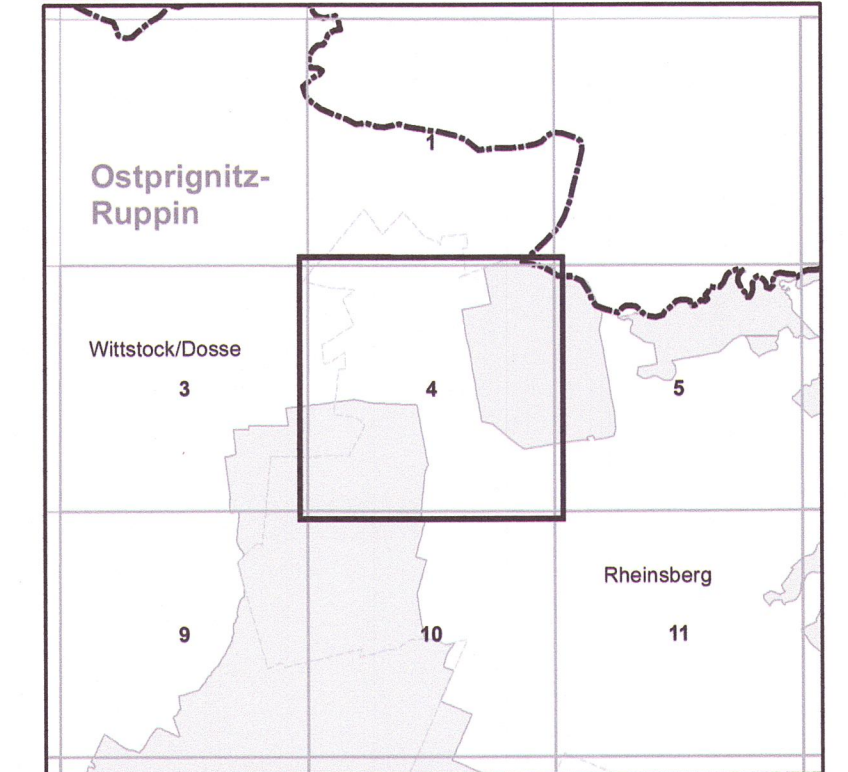 1
Ostprignitz-
Ruppin
Wittstock/Dosse
3
4
5
Rheinsberg
9
10
11